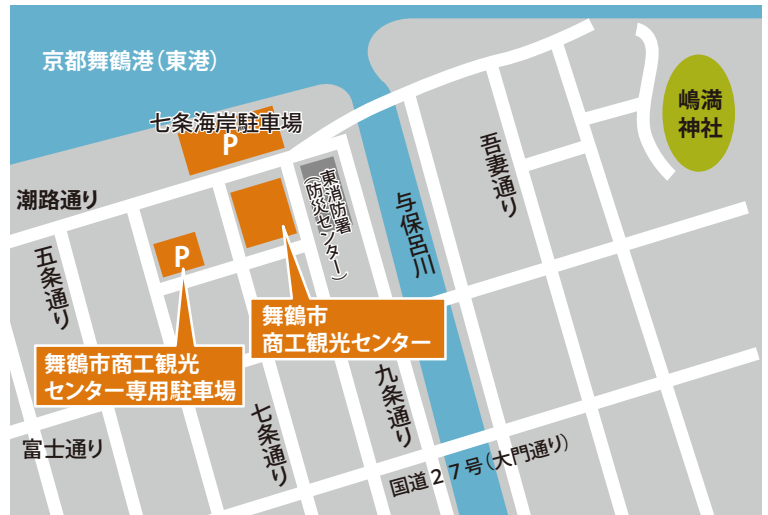 京都舞鶴港（東港）
七条海岸駐車場
P
嶋満
神社
吾妻通り
東消防署
（防災センター）
潮路通り
与保呂川
五条通り
P
舞鶴市
商工観光センター
舞鶴市商工観光
センター専用駐車場
九条通り
七条通り
富士通り
国道２７号（大門通り）